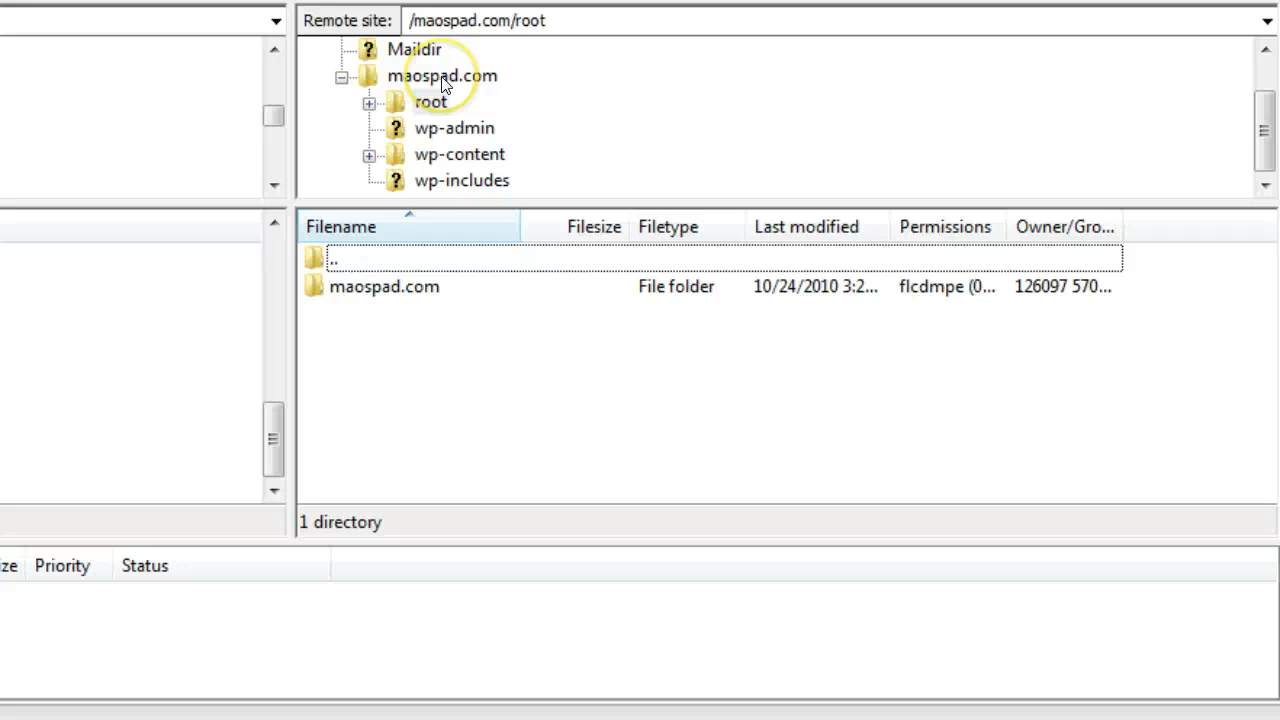 Remote site: /maospad.com/root
Maildir
maospad.com
root
wp-admin
wp-content
wp-includes
Filename Filesize Filetype Last modified Permissions Owner/Gro...
..
maospad.com File folder 10/24/2010 3:2... flcdmpe (0... 126097 570...
1 directory
ize Priority Status